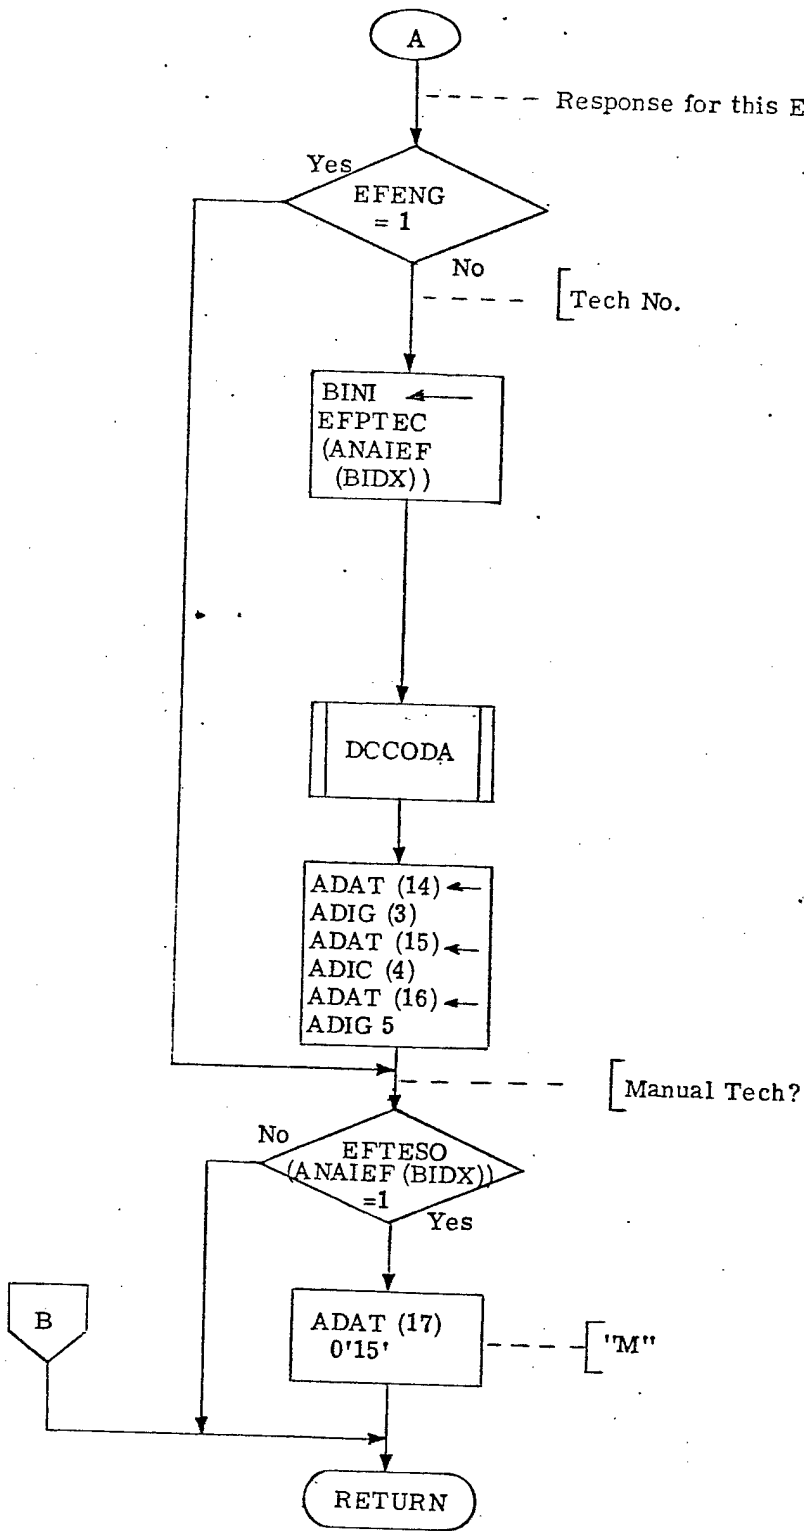 A
Response for this E
Yes
EFENG
= 1
No
Tech No.
BINI ←
EFPTEC
(ANAIEF
(BIDX))
DCCODA
ADAT (14) ←
ADIG (3)
ADAT (15) ←
ADIC (4)
ADAT (16) ←
ADIG 5
Manual Tech?
No
EFTESO
(ANAIEF (BIDX))
=1
Yes
B
ADAT (17)
0'15'
"M"
RETURN